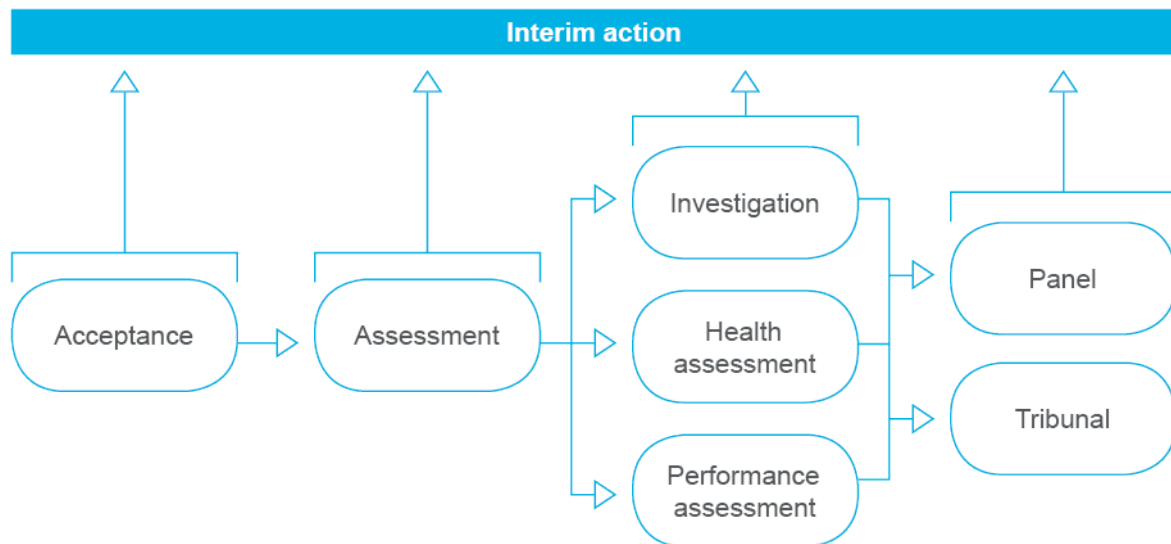 Interim action
Acceptance
Assessment
Investigation
Health
assessment
Performance
assessment
Panel
Tribunal